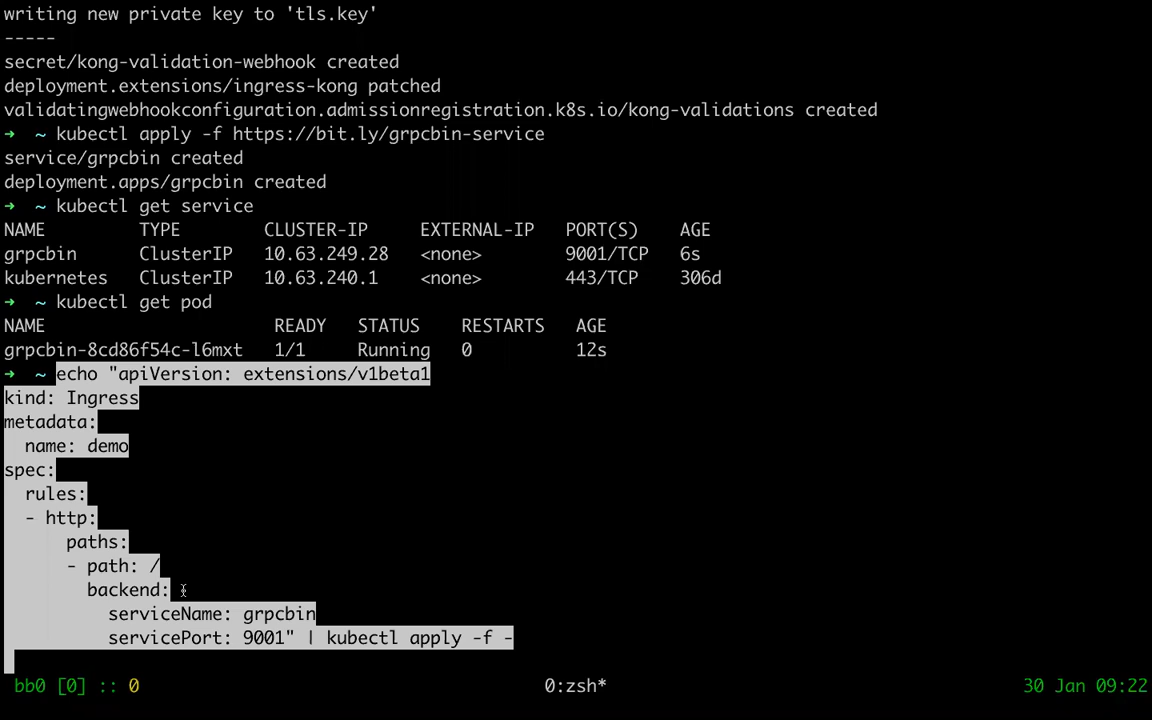 writing new private key to 'tls.key'
-----
secret/kong-validation-webhook created
deployment.extensions/ingress-kong patched
validatingwebhookconfiguration.admissionregistration.k8s.io/kong-validations created
→  ~ kubectl apply -f https://bit.ly/grpcbin-service
service/grpcbin created
deployment.apps/grpcbin created
→  ~ kubectl get service
NAME         TYPE        CLUSTER-IP     EXTERNAL-IP   PORT(S)    AGE
grpcbin      ClusterIP   10.63.249.28   <none>        9001/TCP   6s
kubernetes   ClusterIP   10.63.240.1    <none>        443/TCP    306d
→  ~ kubectl get pod
NAME                      READY   STATUS    RESTARTS   AGE
grpcbin-8cd86f54c-l6mxt   1/1     Running   0          12s
→  ~ echo "apiVersion: extensions/v1beta1
kind: Ingress
metadata:
  name: demo
spec:
  rules:
  - http:
      paths:
      - path: /
        backend:
          serviceName: grpcbin
          servicePort: 9001" | kubectl apply -f -
bb0 [0] :: 0 0:zsh* 30 Jan 09:22